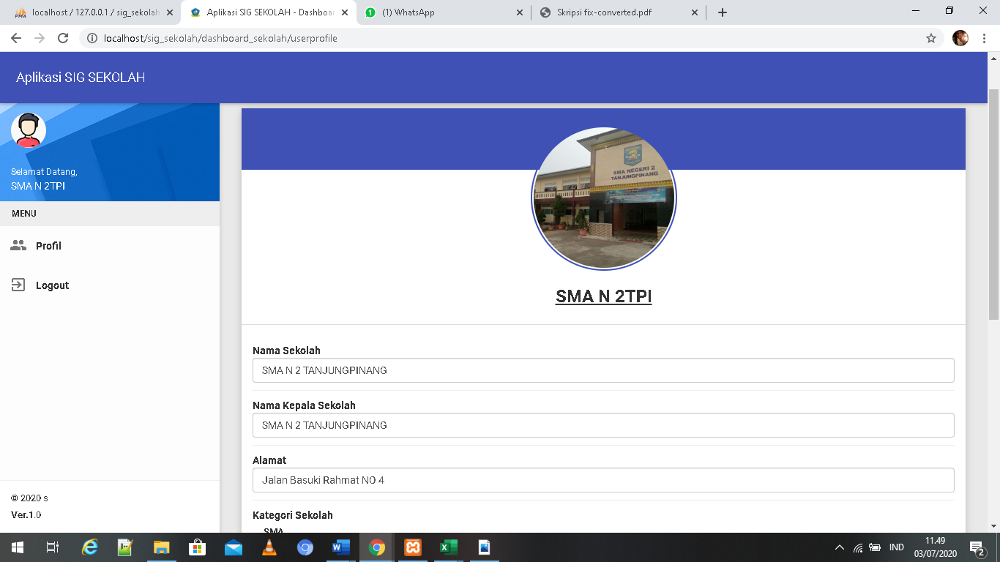 localhost / 127.0.0.1 / sig_sekolah
Aplikasi SIG SEKOLAH - Dashboar
(1) WhatsApp
Skripsi fix-converted.pdf
localhost/sig_sekolah/dashboard_sekolah/userprofile
Aplikasi SIG SEKOLAH
Selamat Datang,
SMA N 2TPI
MENU
Profil
Logout
© 2020 s
Ver.1.0
SMA NEGERI 2
TANJUNGPINANG
SMA N 2TPI
Nama Sekolah
SMA N 2 TANJUNGPINANG
Nama Kepala Sekolah
SMA N 2 TANJUNGPINANG
Alamat
Jalan Basuki Rahmat NO 4
Kategori Sekolah
SMA
IND
11.49
03/07/2020
2